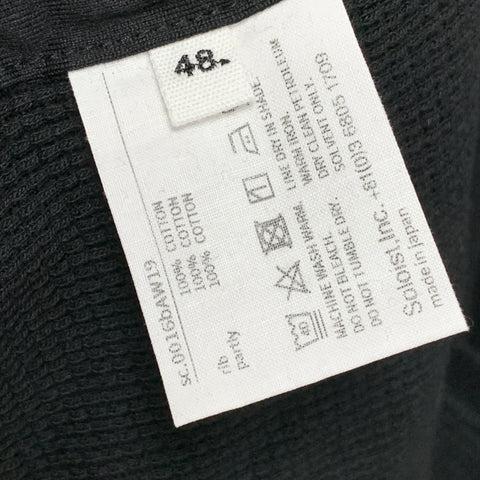 48
sc.0016bAW19
100% COTTON
rib 100% COTTON
party 100% COTTON
MACHINE WASH WARM.
DO NOT BLEACH.
DO NOT TUMBLE DRY.
LINE DRY IN SHADE.
WARM IRON.
DRY CLEAN PETROLEUM
SOLVENT ONLY.
Soloist, Inc. +81(0)3 6805 1709
made in japan